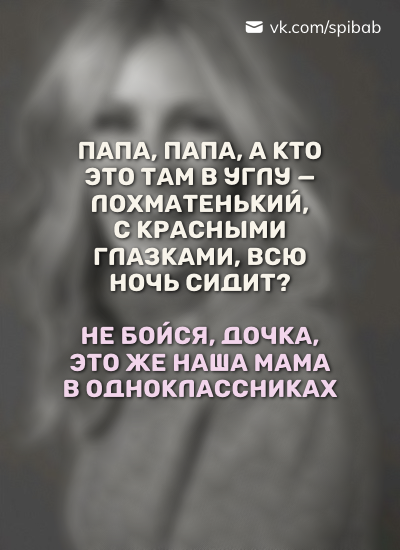 vk.com/spibab
ПАПА, ПАПА, А КТО
ЭТО ТАМ В УГЛУ —
ЛОХМАТЕНЬКИЙ,
С КРАСНЫМИ
ГЛАЗКАМИ, ВСЮ
НОЧЬ СИДИТ?
НЕ БОЙСЯ, ДОЧКА,
ЭТО ЖЕ НАША МАМА
В ОДНОКЛАССНИКАХ